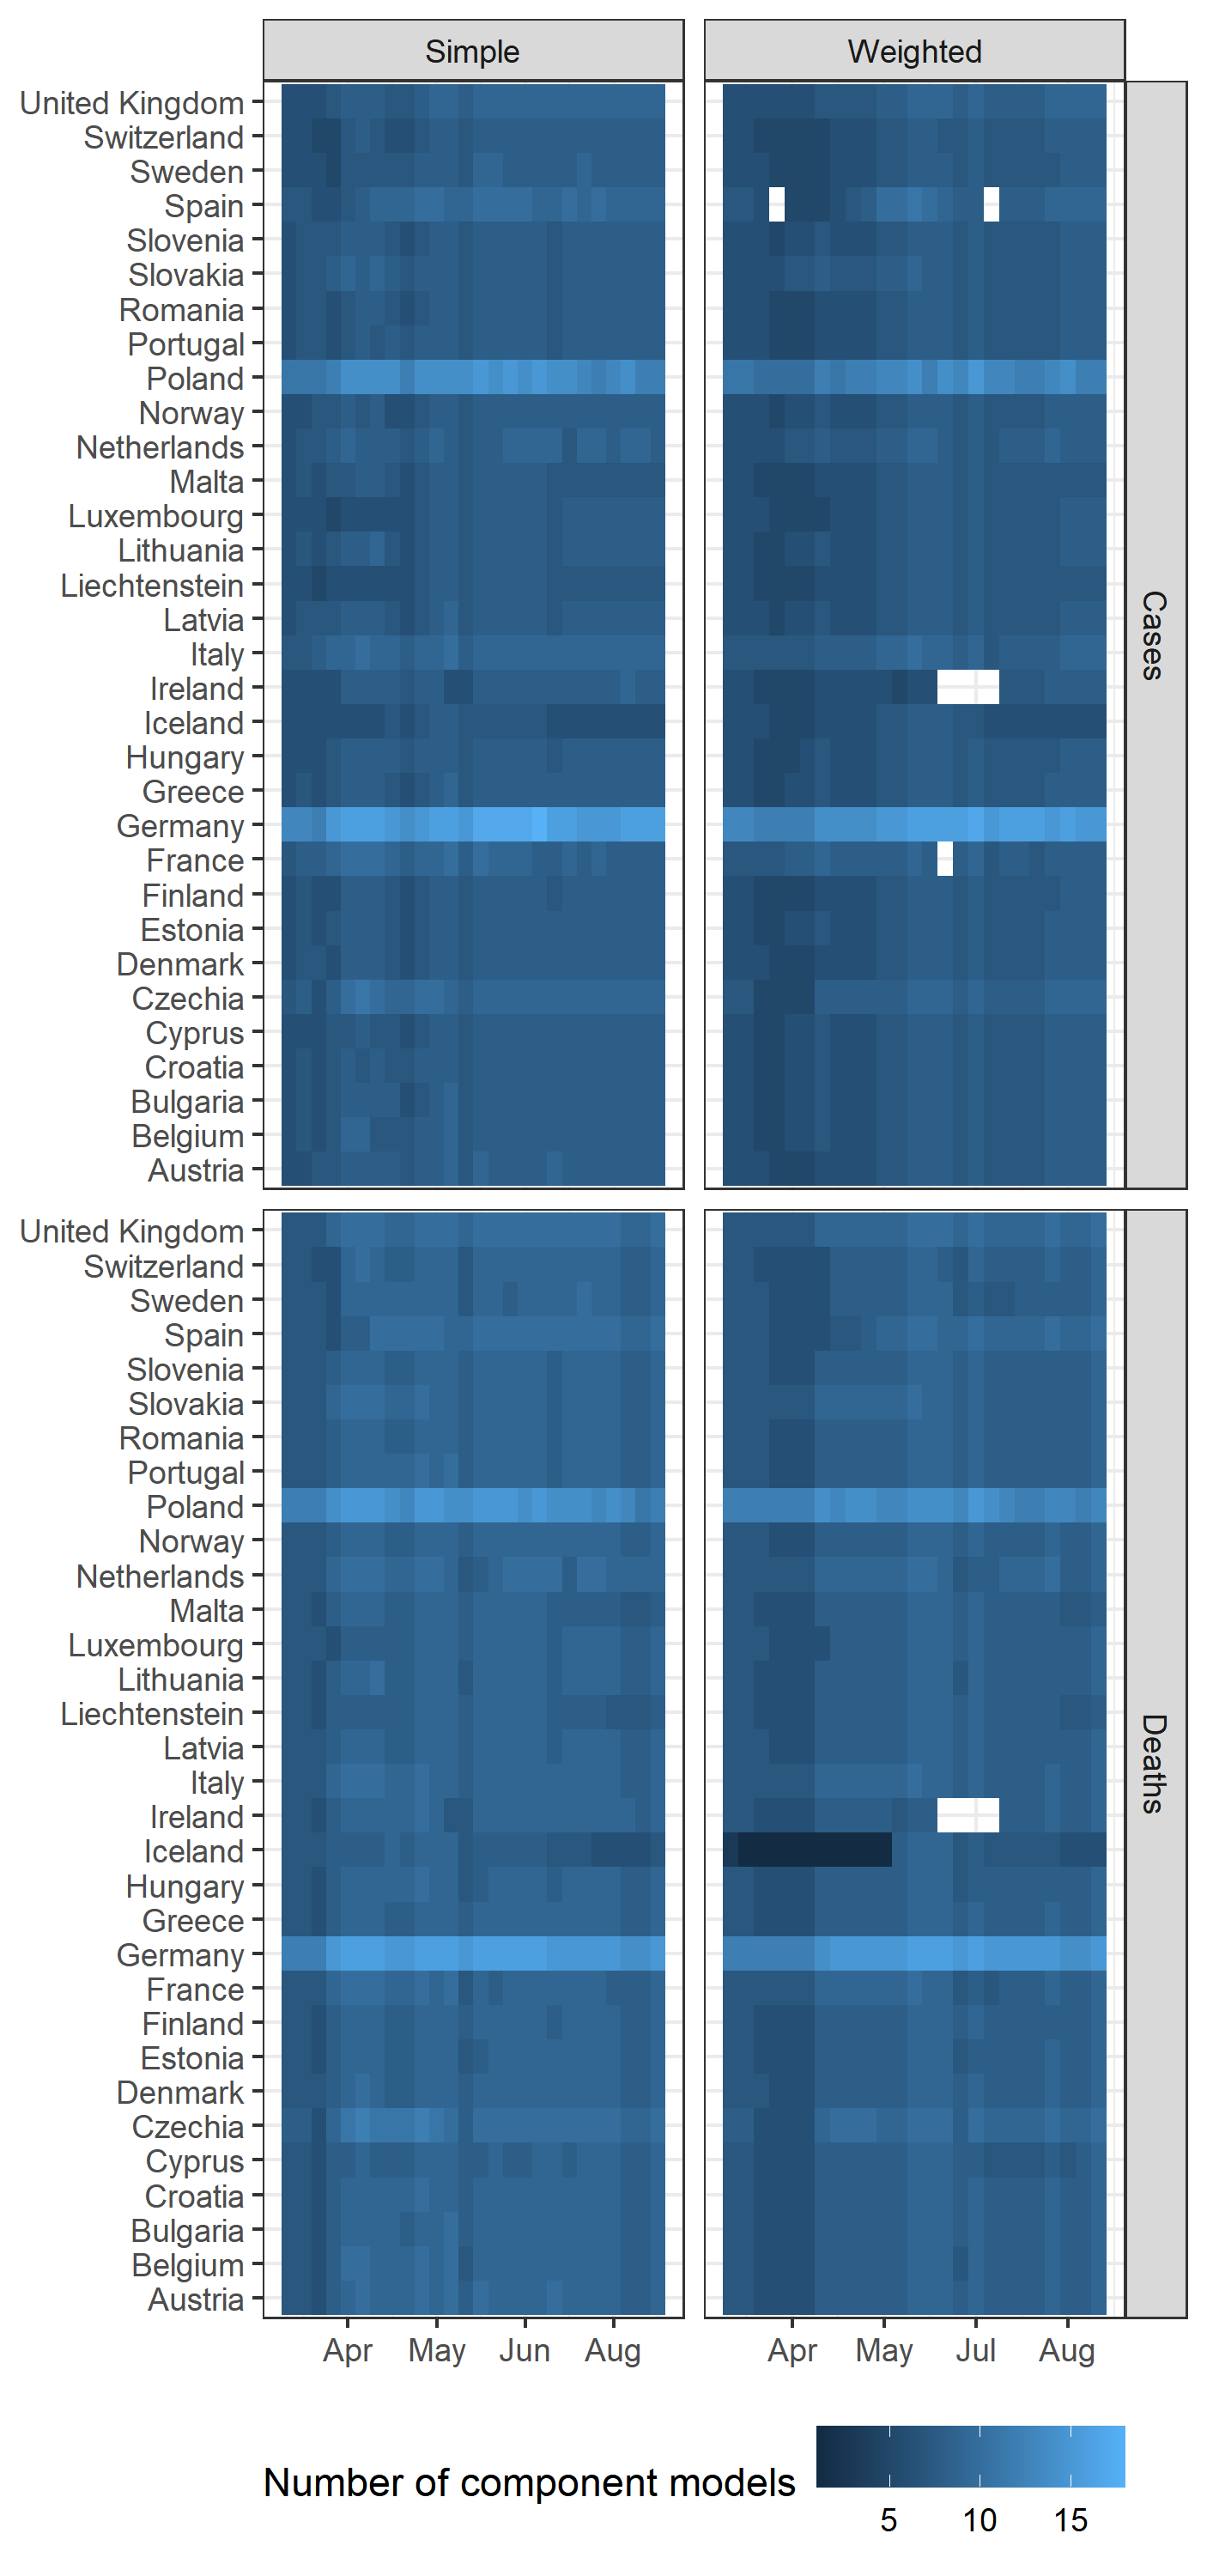 Simple
Weighted
United Kingdom
Switzerland
Sweden
Spain
Slovenia
Slovakia
Romania
Portugal
Poland
Norway
Netherlands
Malta
Luxembourg
Lithuania
Liechtenstein
Latvia
Italy
Ireland
Iceland
Hungary
Greece
Germany
France
Finland
Estonia
Denmark
Czechia
Cyprus
Croatia
Bulgaria
Belgium
Austria
Cases
United Kingdom
Switzerland
Sweden
Spain
Slovenia
Slovakia
Romania
Portugal
Poland
Norway
Netherlands
Malta
Luxembourg
Lithuania
Liechtenstein
Latvia
Italy
Ireland
Iceland
Hungary
Greece
Germany
France
Finland
Estonia
Denmark
Czechia
Cyprus
Croatia
Bulgaria
Belgium
Austria
Deaths
Apr May Jun Aug
Apr May Jul Aug
Number of component models
5 10 15